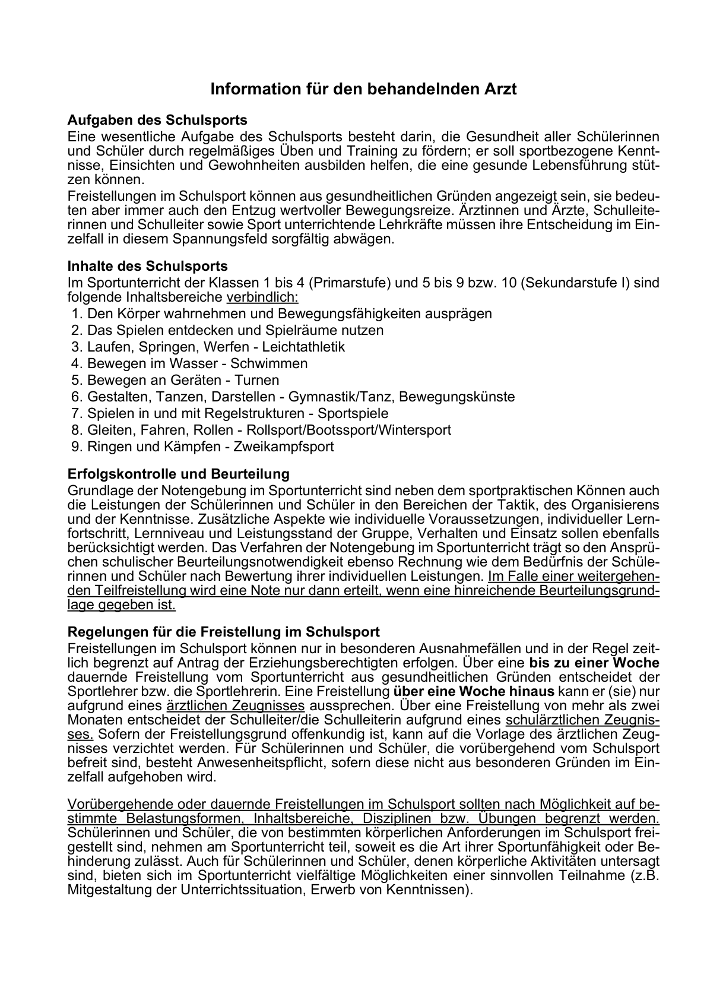 Information für den behandelnden Arzt
Aufgaben des Schulsports
Eine wesentliche Aufgabe des Schulsports besteht darin, die Gesundheit aller Schülerinnen
und Schüler durch regelmäßiges Üben und Training zu fördern; er soll sportbezogene Kennt-
nisse, Einsichten und Gewohnheiten ausbilden helfen, die eine gesunde Lebensführung stüt-
zen können.
Freistellungen im Schulsport können aus gesundheitlichen Gründen angezeigt sein, sie bedeu-
ten aber immer auch den Entzug wertvoller Bewegungsreize. Ärztinnen und Ärzte, Schulleite-
rinnen und Schulleiter sowie Sport unterrichtende Lehrkräfte müssen ihre Entscheidung im Ein-
zelfall in diesem Spannungsfeld sorgfältig abwägen.
Inhalte des Schulsports
Im Sportunterricht der Klassen 1 bis 4 (Primarstufe) und 5 bis 9 bzw. 10 (Sekundarstufe I) sind
folgende Inhaltsbereiche verbindlich:
1. Den Körper wahrnehmen und Bewegungsfähigkeiten ausprägen
2. Das Spielen entdecken und Spielräume nutzen
3. Laufen, Springen, Werfen - Leichtathletik
4. Bewegen im Wasser - Schwimmen
5. Bewegen an Geräten - Turnen
6. Gestalten, Tanzen, Darstellen - Gymnastik/Tanz, Bewegungskünste
7. Spielen in und mit Regelstrukturen - Sportspiele
8. Gleiten, Fahren, Rollen - Rollsport/Bootssport/Wintersport
9. Ringen und Kämpfen - Zweikampfsport
Erfolgskontrolle und Beurteilung
Grundlage der Notengebung im Sportunterricht sind neben dem sportpraktischen Können auch
die Leistungen der Schülerinnen und Schüler in den Bereichen der Taktik, des Organisierens
und der Kenntnisse. Zusätzliche Aspekte wie individuelle Voraussetzungen, individueller Lern-
fortschritt, Lernniveau und Leistungsstand der Gruppe, Verhalten und Einsatz sollen ebenfalls
berücksichtigt werden. Das Verfahren der Notengebung im Sportunterricht trägt so den Ansprü-
chen schulischer Beurteilungsnotwendigkeit ebenso Rechnung wie dem Bedürfnis der Schüle-
rinnen und Schüler nach Bewertung ihrer individuellen Leistungen. Im Falle einer weitergehen-
den Teilfreistellung wird eine Note nur dann erteilt, wenn eine hinreichende Beurteilungsgrund-
lage gegeben ist.
Regelungen für die Freistellung im Schulsport
Freistellungen im Schulsport können nur in besonderen Ausnahmefällen und in der Regel zeit-
lich begrenzt auf Antrag der Erziehungsberechtigten erfolgen. Über eine bis zu einer Woche
dauernde Freistellung vom Sportunterricht aus gesundheitlichen Gründen entscheidet der
Sportlehrer bzw. die Sportlehrerin. Eine Freistellung über eine Woche hinaus kann er (sie) nur
aufgrund eines ärztlichen Zeugnisses aussprechen. Über eine Freistellung von mehr als zwei
Monaten entscheidet der Schulleiter/die Schulleiterin aufgrund eines schulärztlichen Zeugnis-
ses. Sofern der Freistellungsgrund offenkundig ist, kann auf die Vorlage des ärztlichen Zeug-
nisses verzichtet werden. Für Schülerinnen und Schüler, die vorübergehend vom Schulsport
befreit sind, besteht Anwesenheitspflicht, sofern diese nicht aus besonderen Gründen im Ein-
zelfall aufgehoben wird.
Vorübergehende oder dauernde Freistellungen im Schulsport sollten nach Möglichkeit auf be-
stimmte Belastungsformen, Inhaltsbereiche, Disziplinen bzw. Übungen begrenzt werden.
Schülerinnen und Schüler, die von bestimmten körperlichen Anforderungen im Schulsport frei-
gestellt sind, nehmen am Sportunterricht teil, soweit es die Art ihrer Sportunfähigkeit oder Be-
hinderung zulässt. Auch für Schülerinnen und Schüler, denen körperliche Aktivitäten untersagt
sind, bieten sich im Sportunterricht vielfältige Möglichkeiten einer sinnvollen Teilnahme (z.B.
Mitgestaltung der Unterrichtssituation, Erwerb von Kenntnissen).